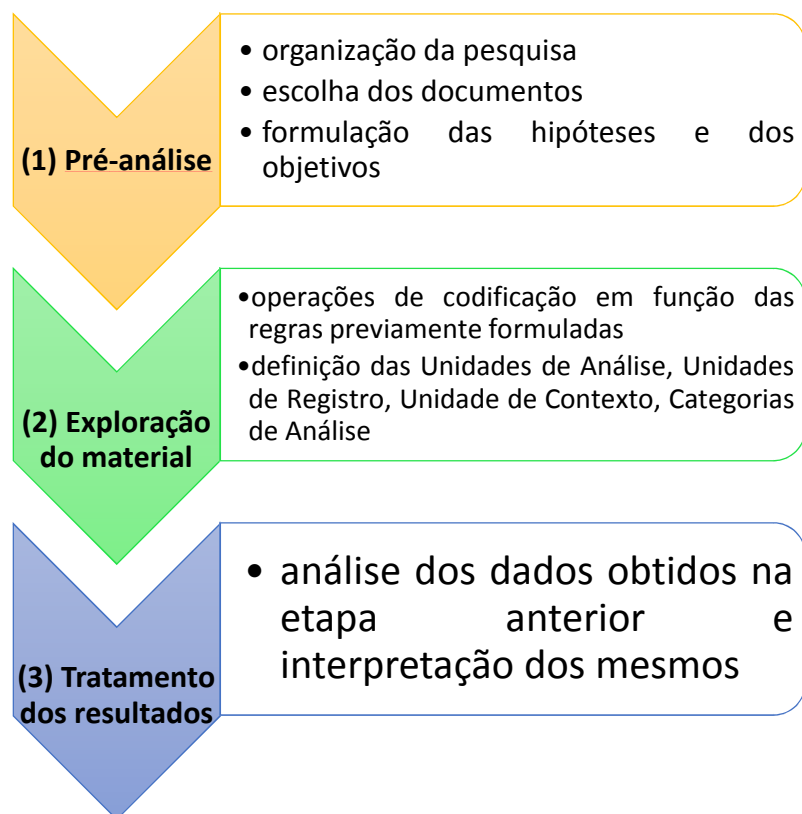 (1) Pré-análise
• organização da pesquisa
• escolha dos documentos
• formulação das hipóteses e dos
objetivos
(2) Exploração
do material
•operações de codificação em função das
regras previamente formuladas
•definição das Unidades de Análise, Unidades
de Registro, Unidade de Contexto, Categorias
de Análise
(3) Tratamento
dos resultados
• análise dos dados obtidos na
etapa anterior e
interpretação dos mesmos